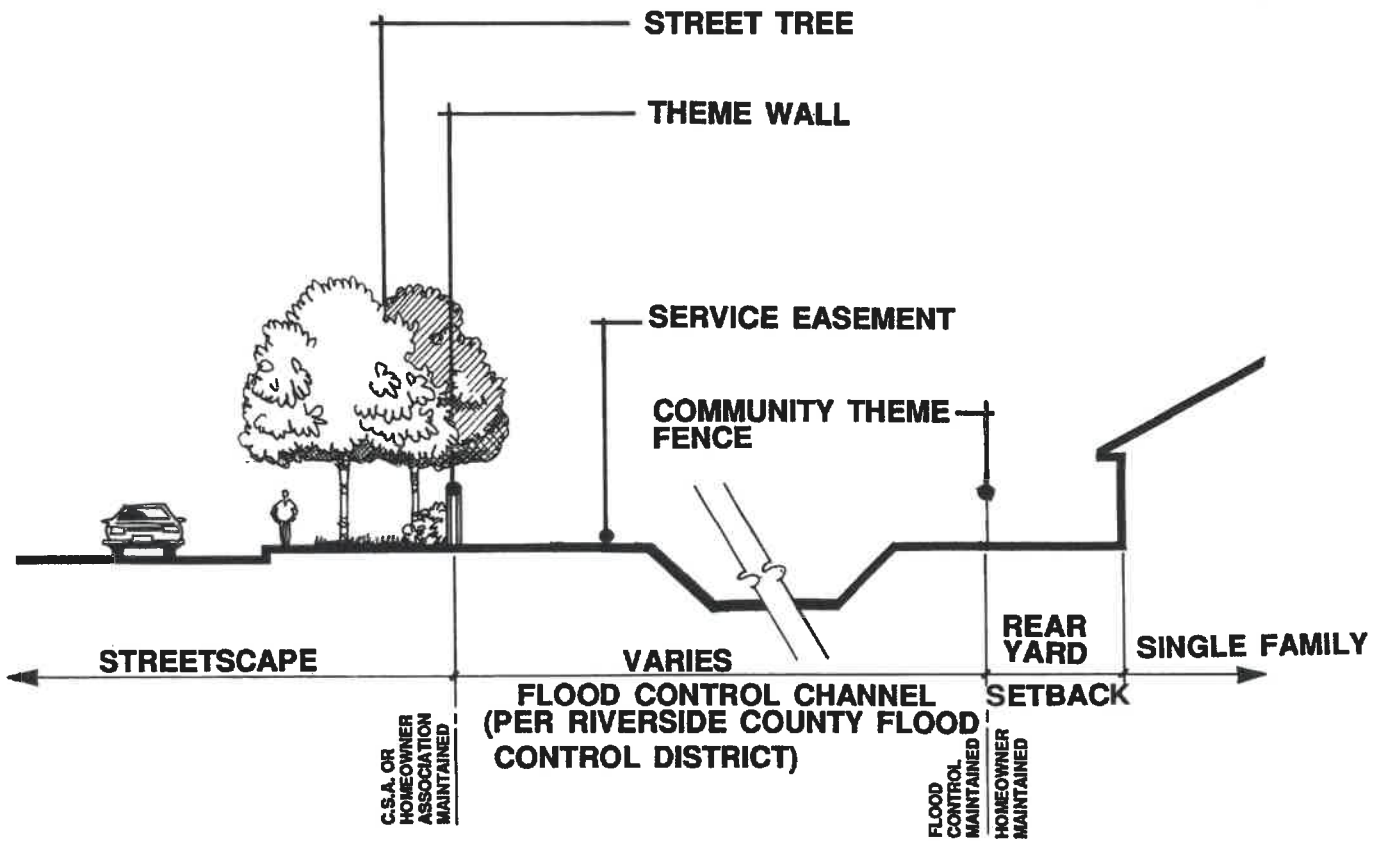 STREET TREE
THEME WALL
SERVICE EASEMENT
COMMUNITY THEME
FENCE
STREETSCAPE
VARIES
REAR
YARD
SINGLE FAMILY
FLOOD CONTROL CHANNEL
SETBACK
(PER RIVERSIDE COUNTY FLOOD
CONTROL DISTRICT)
C.S.A. OR
HOMEOWNER
ASSOCIATION
MAINTAINED
FLOOD
CONTROL
MAINTAINED
HOMEOWNER
MAINTAINED